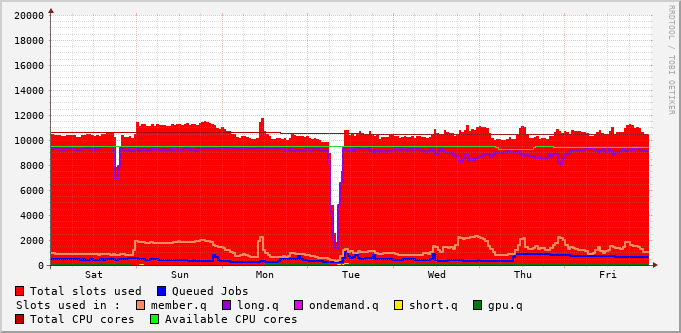 RRDTOOL / TOBI OETIKER
20000
18000
16000
14000
12000
10000
8000
6000
4000
2000
0
Sat Sun Mon Tue Wed Thu Fri
Total slots used Queued Jobs
Slots used in : member.q long.q ondemand.q short.q gpu.q
Total CPU cores Available CPU cores